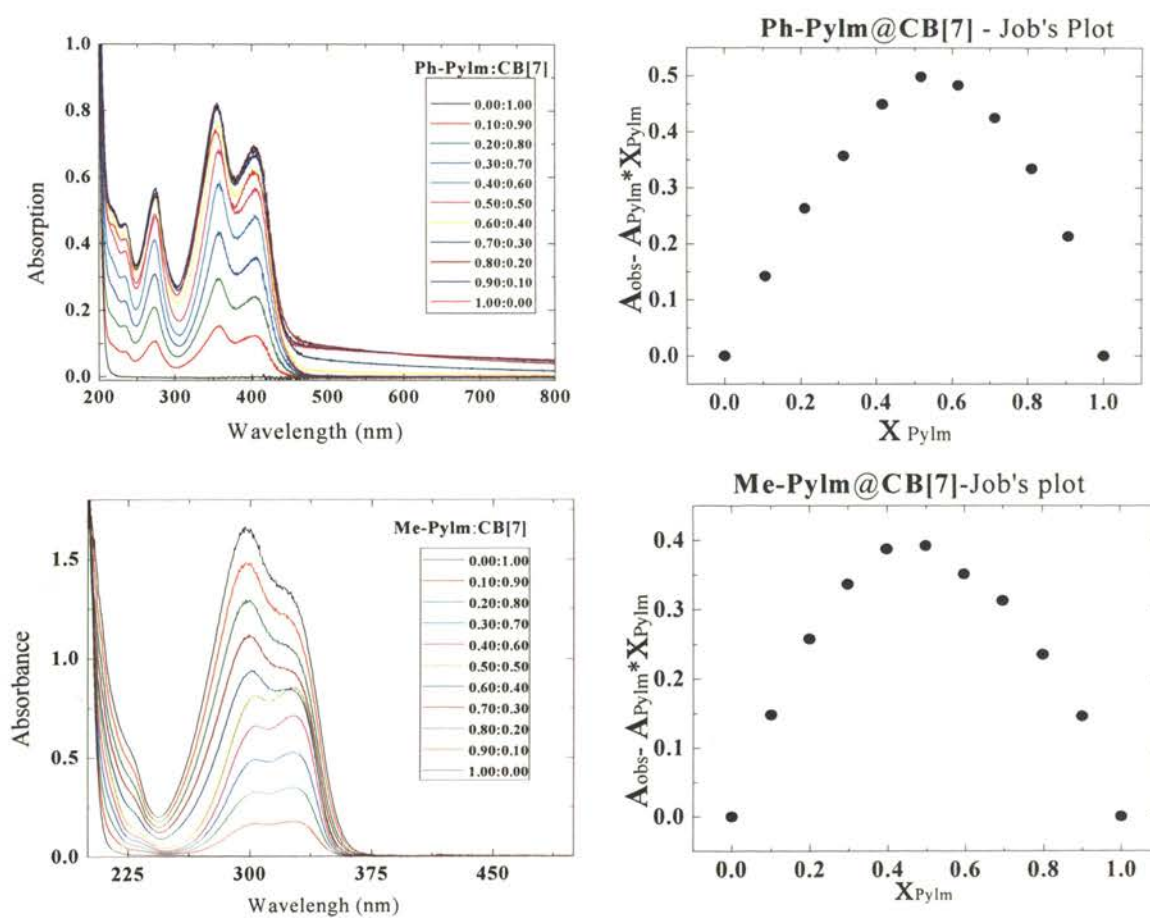 Ph-Pylm@CB[7] - Job's Plot
1.0
0.8
0.6
0.4
0.2
0.0
Absorption
Ph-Pylm:CB[7]
0.00:1.00
0.10:0.90
0.20:0.80
0.30:0.70
0.40:0.60
0.50:0.50
0.60:0.40
0.70:0.30
0.80:0.20
0.90:0.10
1.00:0.00
200 300 400 500 600 700 800
Wavelength (nm)
0.5
0.4
0.3
0.2
0.1
0.0
Aobs- APylm*XPylm
0.0 0.2 0.4 0.6 0.8 1.0
X Pylm
Me-Pylm@CB[7]-Job's plot
1.5
1.0
0.5
0.0
Absorbance
Me-Pylm:CB[7]
0.00:1.00
0.10:0.90
0.20:0.80
0.30:0.70
0.40:0.60
0.50:0.50
0.60:0.40
0.70:0.30
0.80:0.20
0.90:0.10
1.00:0.00
225 300 375 450
Wavelengh (nm)
0.4
0.3
0.2
0.1
0.0
Aobs- APylm*XPylm
0.0 0.2 0.4 0.6 0.8 1.0
XPylm